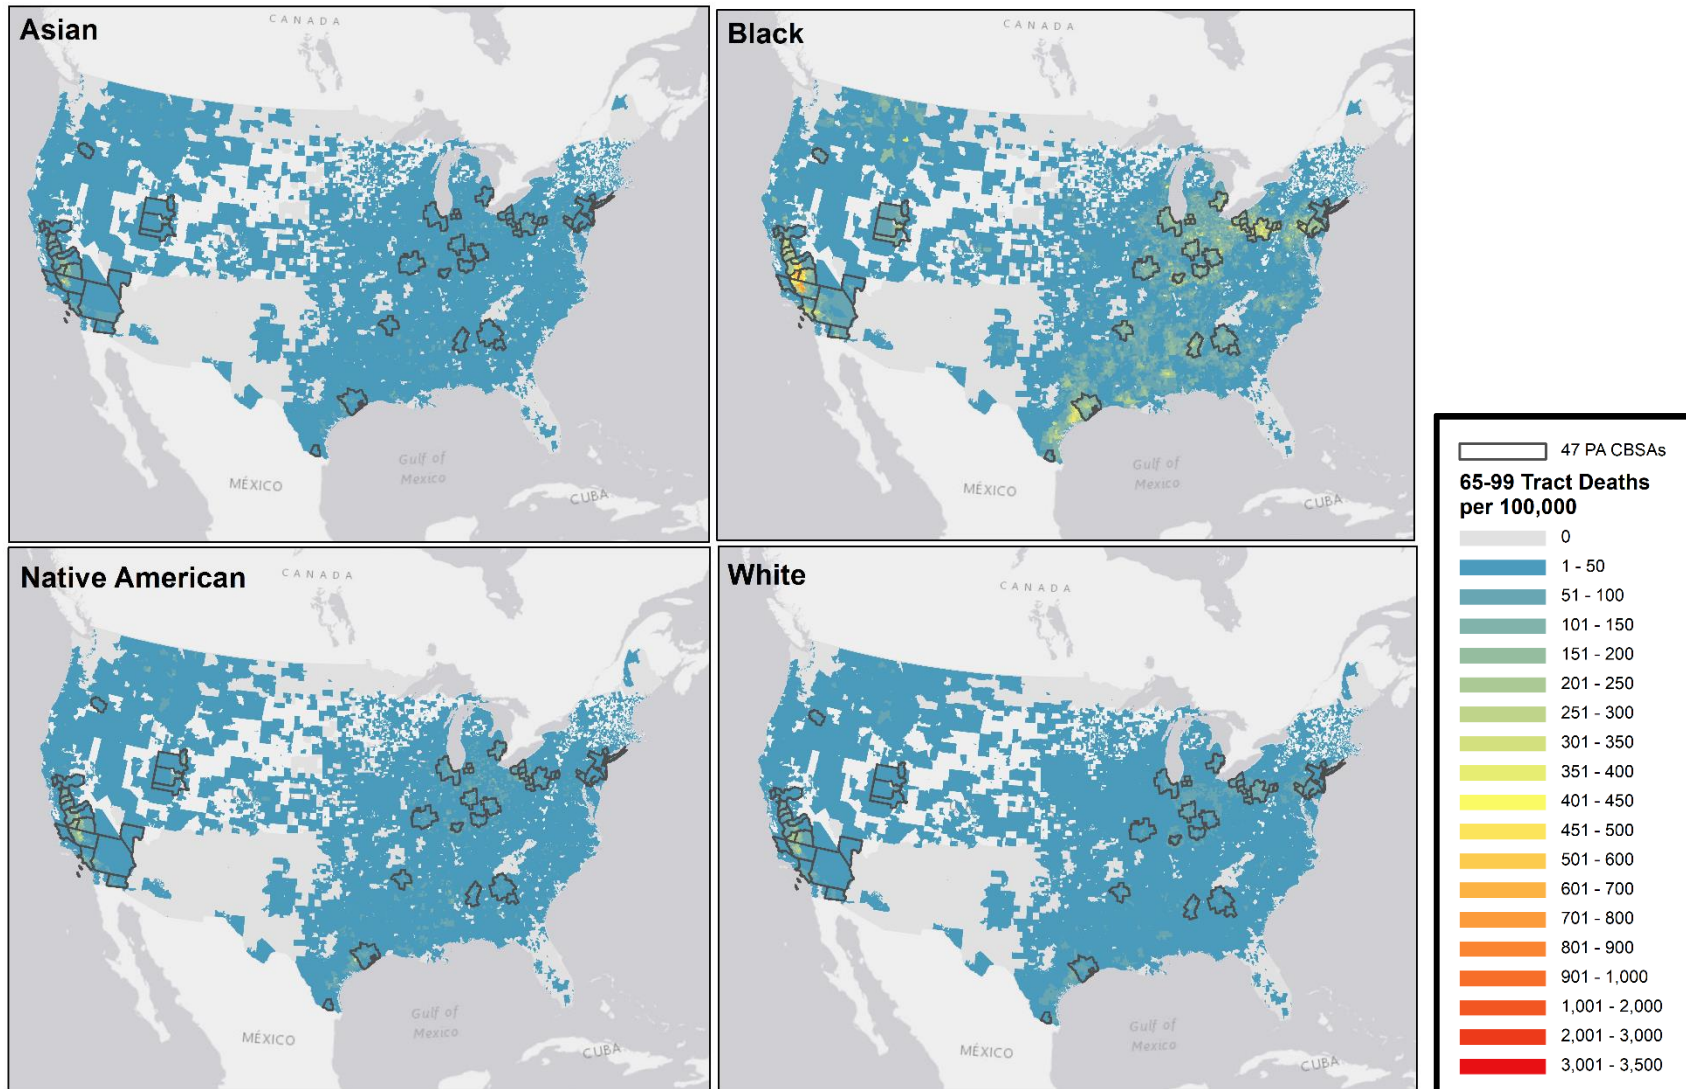 Asian
CANADA
MÉXICO
Gulf of
Mexico
CUBA
Black
CANADA
MÉXICO
Gulf of
Mexico
CUBA
Native American
CANADA
MÉXICO
Gulf of
Mexico
CUBA
White
CANADA
MÉXICO
Gulf of
Mexico
CUBA
47 PA CBSAs
65-99 Tract Deaths
per 100,000
0
1 - 50
51 - 100
101 - 150
151 - 200
201 - 250
251 - 300
301 - 350
351 - 400
401 - 450
451 - 500
501 - 600
601 - 700
701 - 800
801 - 900
901 - 1,000
1,001 - 2,000
2,001 - 3,000
3,001 - 3,500